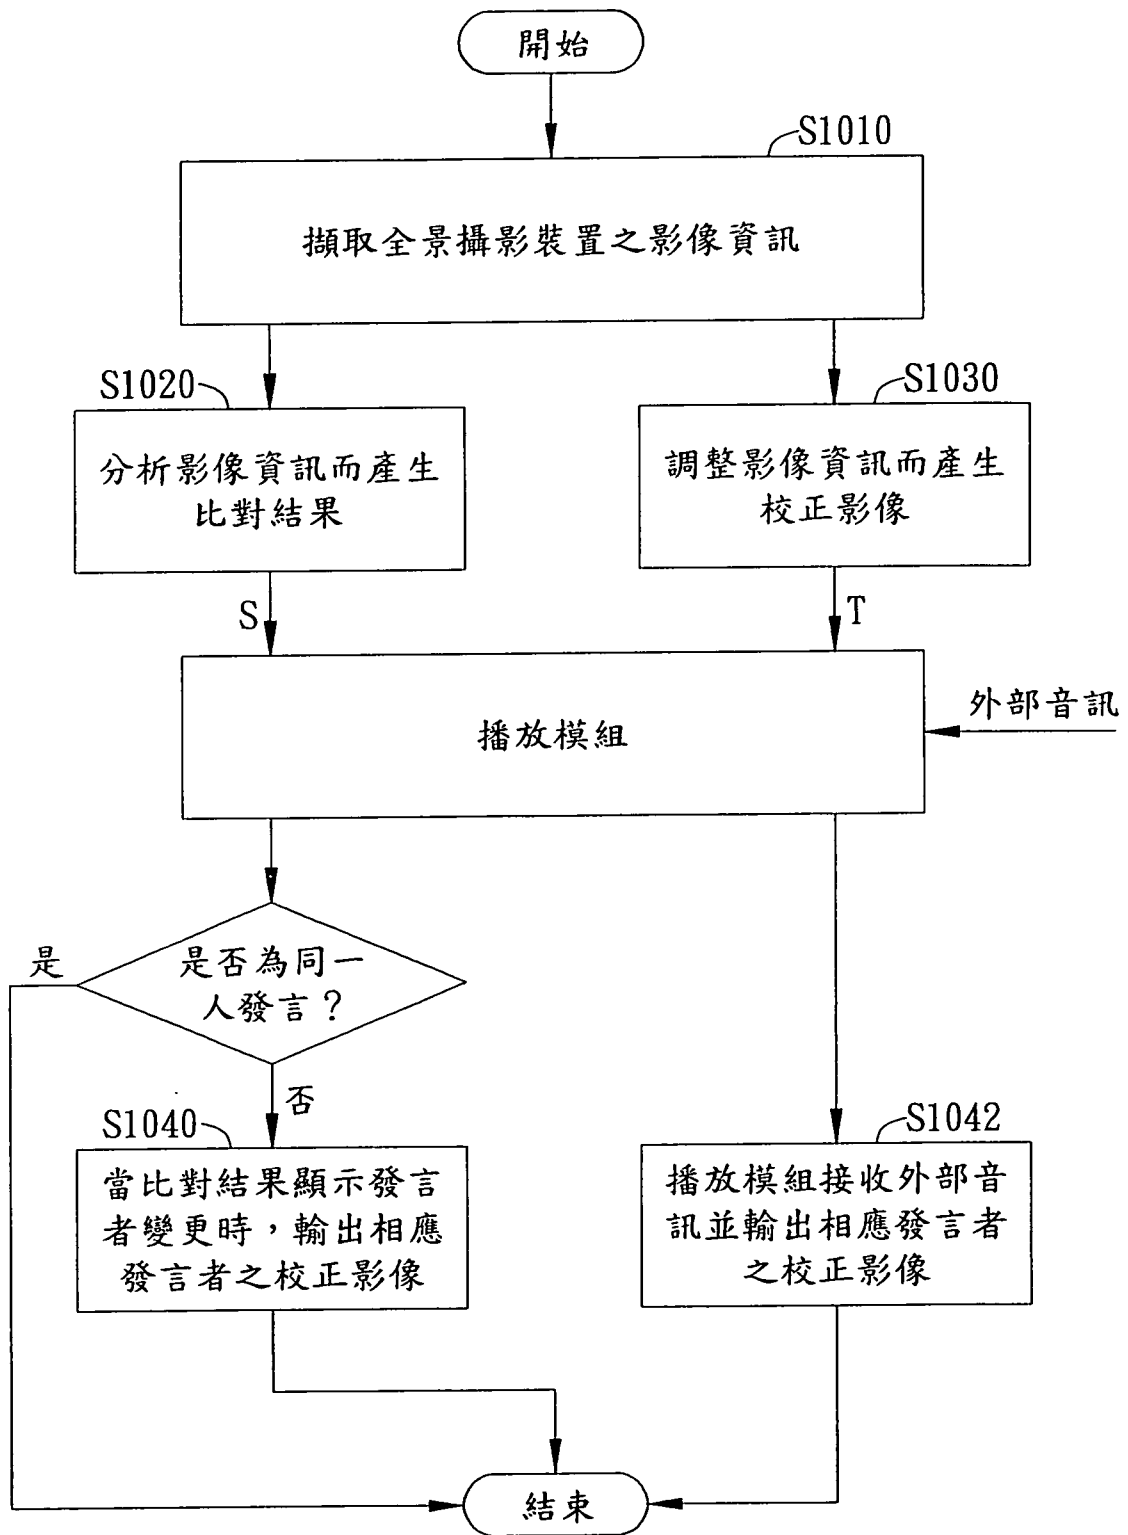 開始
S1010
擷取全景攝影裝置之影像資訊
S1020
分析影像資訊而產生
比對結果
S1030
調整影像資訊而產生
校正影像
S
T
播放模組
外部音訊
是否為同一
人發言？
是
否
S1040
當比對結果顯示發言
者變更時，輸出相應
發言者之校正影像
S1042
播放模組接收外部音
訊並輸出相應發言者
之校正影像
結束